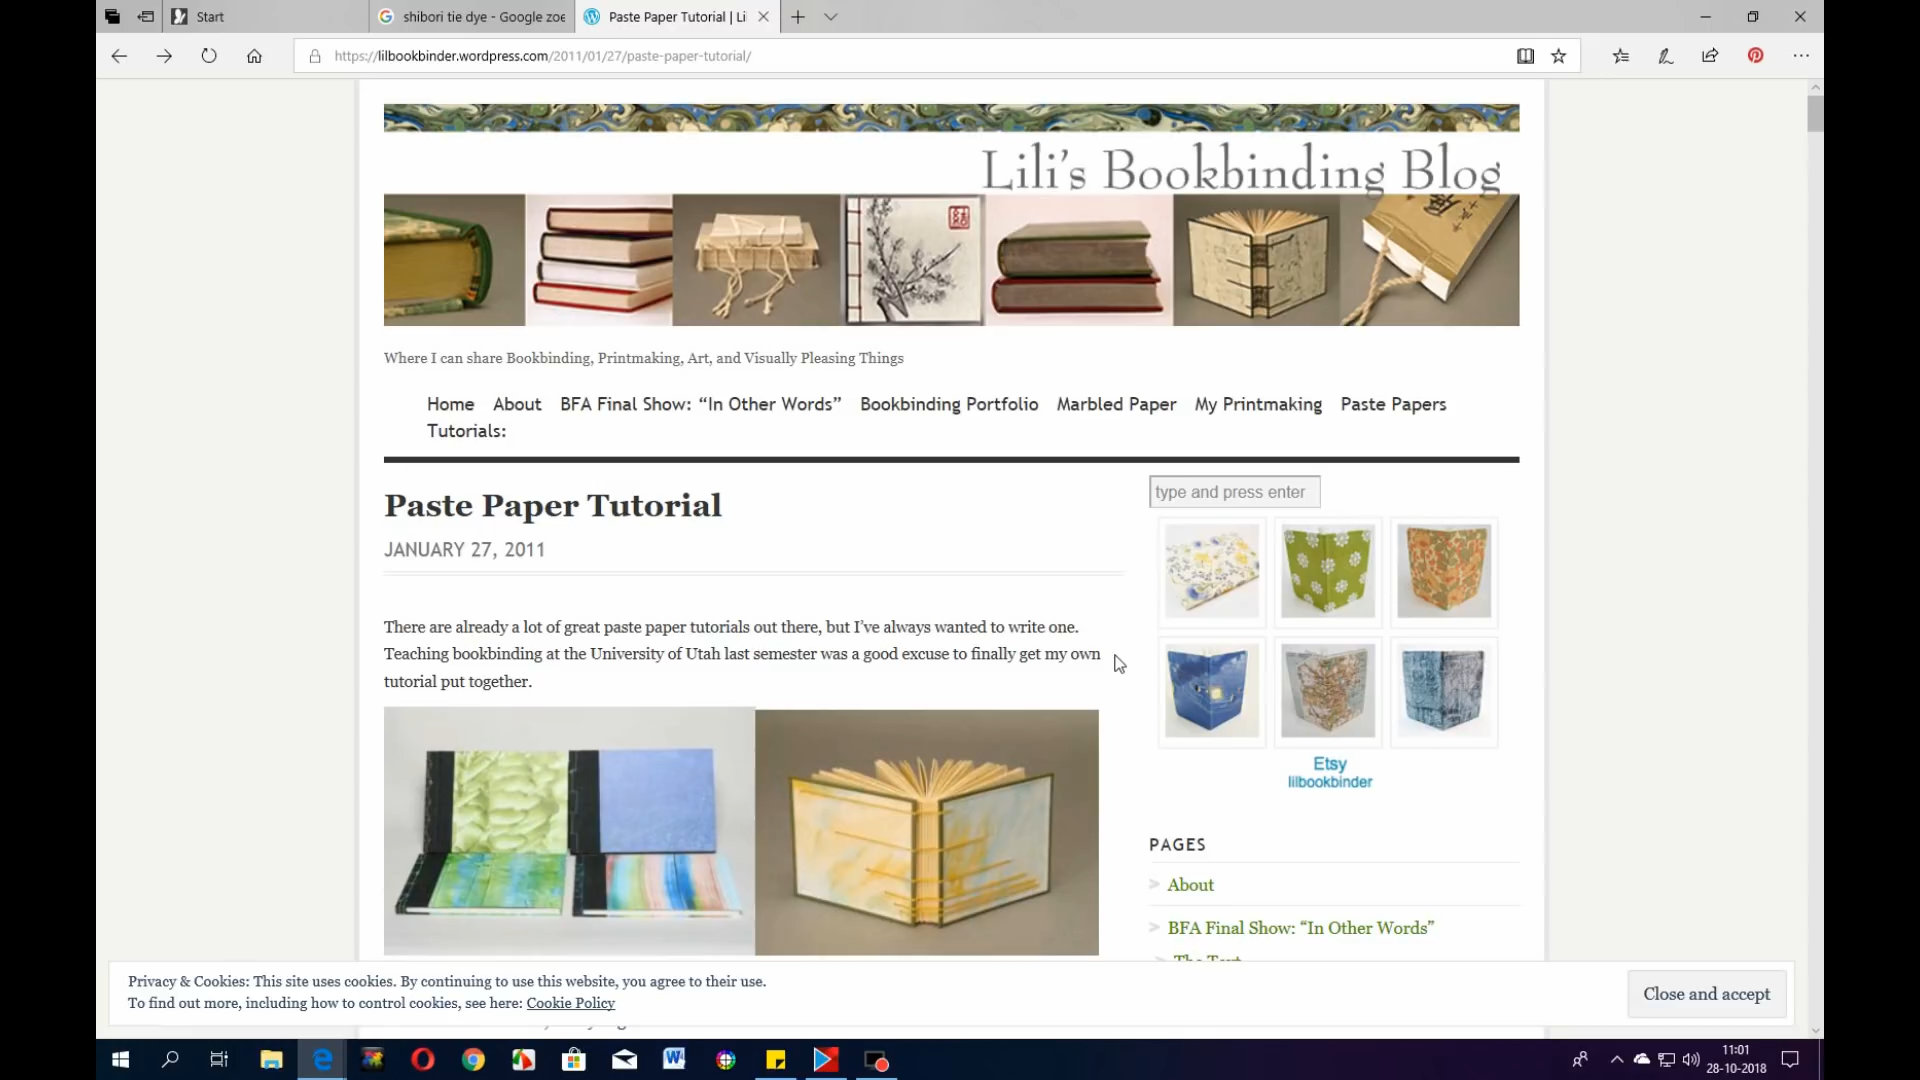 Start
shibori tie dye - Google zoe
Paste Paper Tutorial | Li
https://lilbookbinder.wordpress.com/2011/01/27/paste-paper-tutorial/
Lili's Bookbinding Blog
Where I can share Bookbinding, Printmaking, Art, and Visually Pleasing Things
Home About BFA Final Show: “In Other Words” Bookbinding Portfolio Marbled Paper My Printmaking Paste Papers
Tutorials:
Paste Paper Tutorial
JANUARY 27, 2011
There are already a lot of great paste paper tutorials out there, but I’ve always wanted to write one.
Teaching bookbinding at the University of Utah last semester was a good excuse to finally get my own
tutorial put together.
type and press enter
Etsy
lilbookbinder
PAGES
About
BFA Final Show: “In Other Words”
Privacy & Cookies: This site uses cookies. By continuing to use this website, you agree to their use.
To find out more, including how to control cookies, see here: Cookie Policy
Close and accept
11:01
28-10-2018